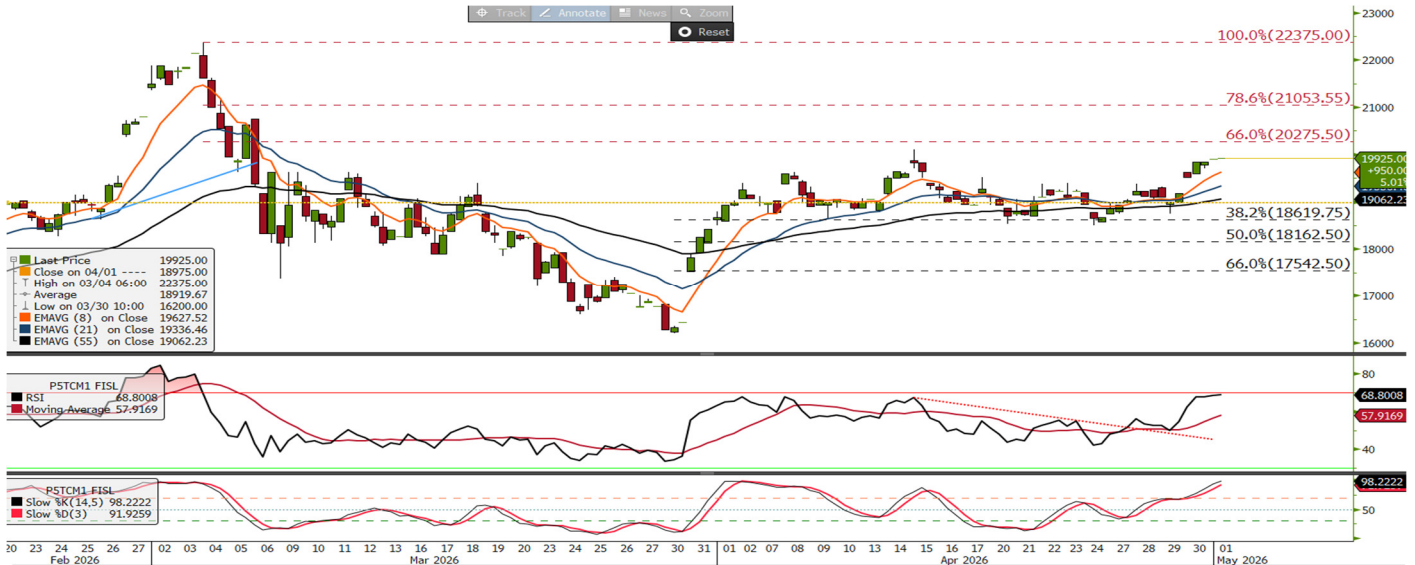 Track Annotate News Zoom
Reset
23000
22000
21000
18000
17000
16000
100.0%(22375.00)
78.6%(21053.55)
66.0%(20275.50)
38.2%(18619.75)
50.0%(18162.50)
66.0%(17542.50)
19925.00
+955.00
5.01%
19062.23
Last Price 19925.00
Close on 04/01 ---- 18975.00
High on 03/04 06:00 22375.00
Average 18919.67
Low on 03/30 10:00 16200.00
EMAVG (8) on Close 19627.52
EMAVG (21) on Close 19336.46
EMAVG (55) on Close 19062.23
P5TCM1 FISL
RSI 68.8008
Moving Average 57.9169
80
68.8008
57.9169
40
P5TCM1 FISL
Slow %K(14,5) 98.2222
Slow %D(3) 91.9259
98.2222
50
20 23 24 25 26 27 02 03 04 05 06 09 10 11 12 13 16 17 18 19 20 23 24 25 26 27 30 31 01 02 07 08 09 10 13 14 15 16 17 20 21 22 23 24 27 28 29 30 01
Feb 2026 Mar 2026 Apr 2026 May 2026